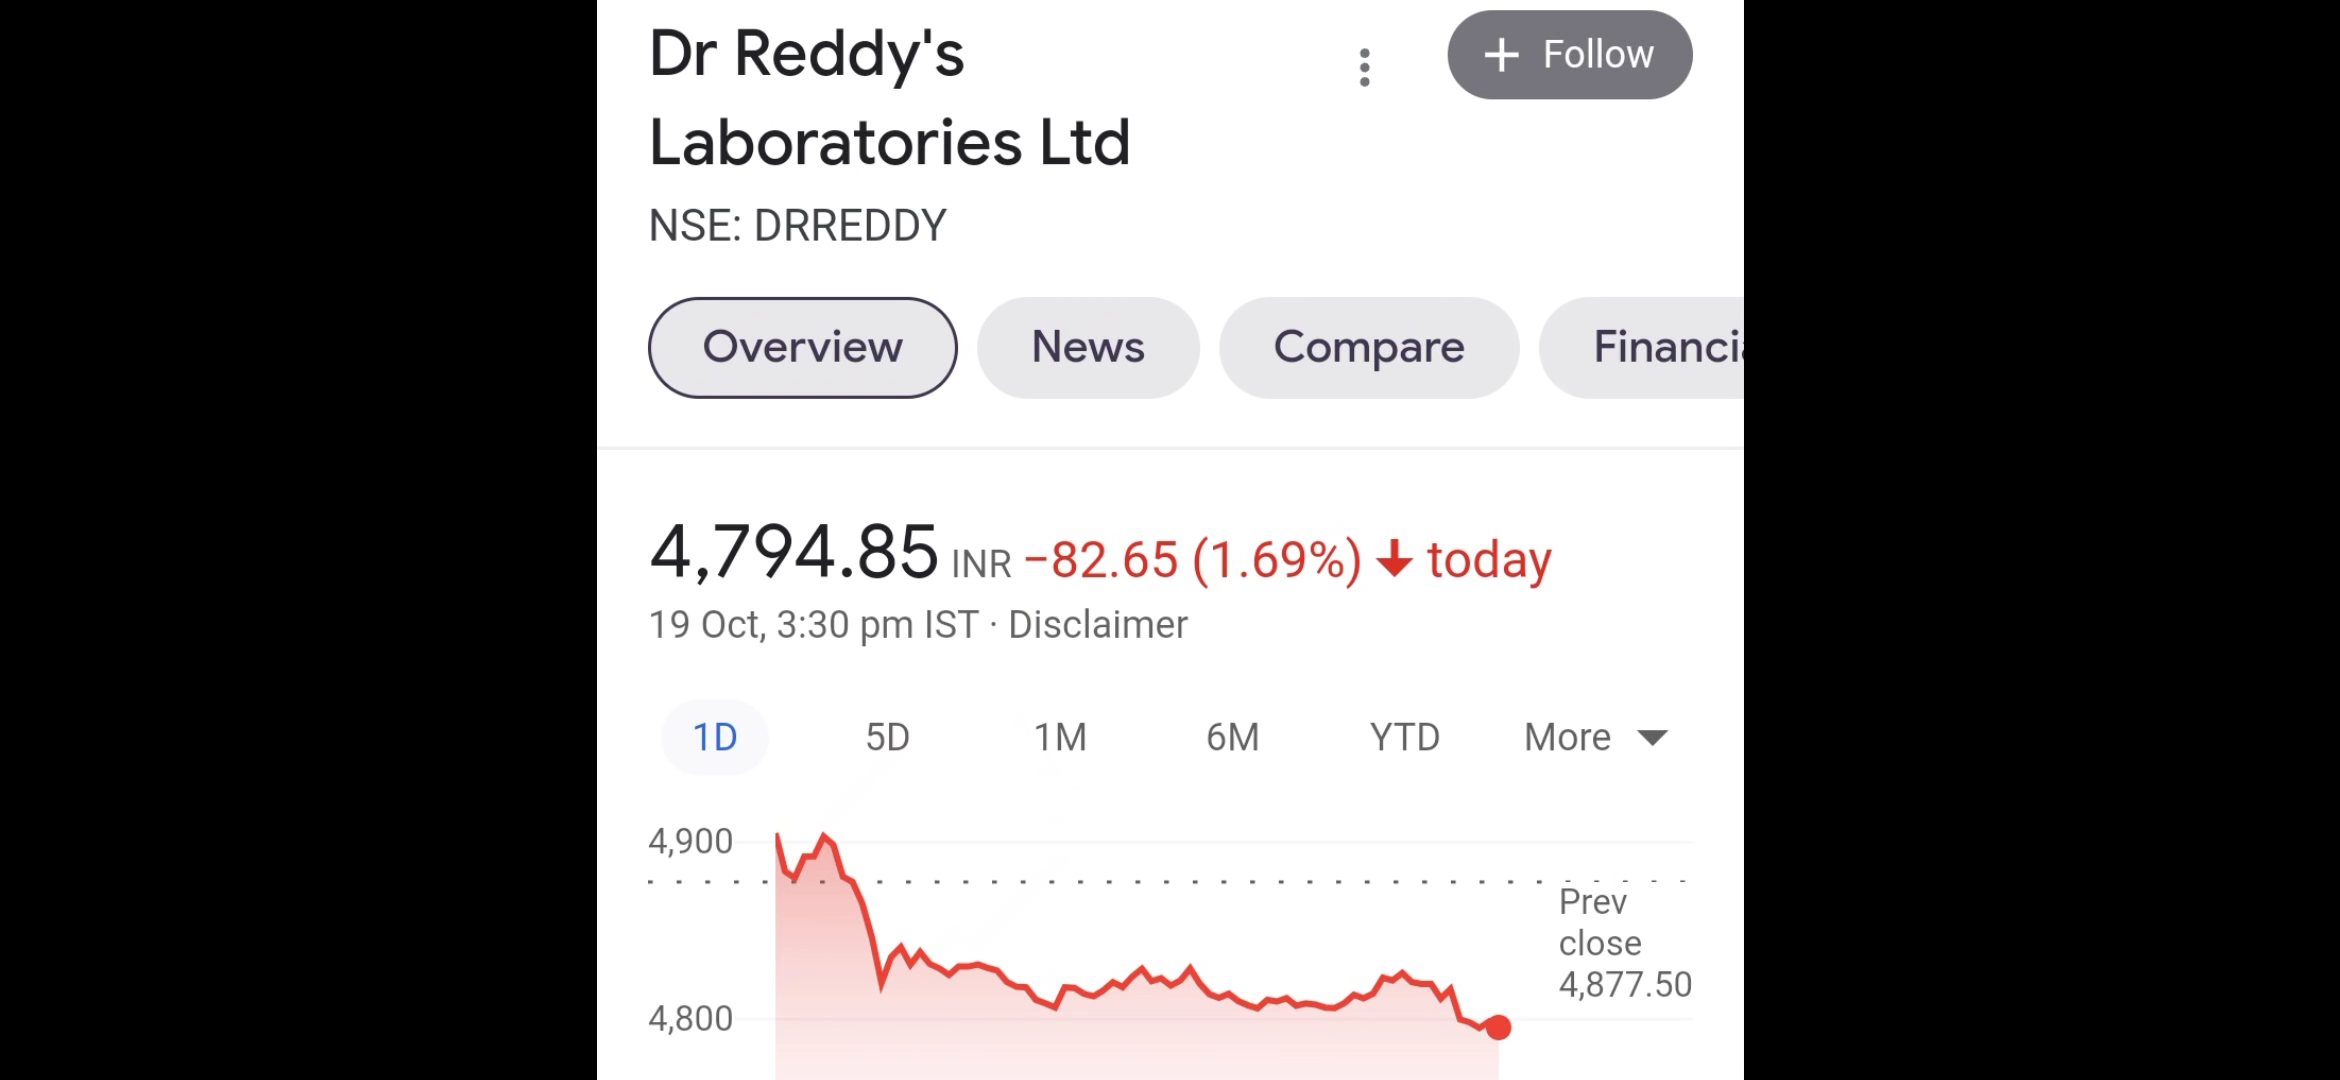 Dr Reddy's
Laboratories Ltd
+ Follow
NSE: DRREDDY
Overview
News
Compare
Financi
4,794.85 INR −82.65 (1.69%) ↓ today
19 Oct, 3:30 pm IST · Disclaimer
1D
5D
1M
6M
YTD
More
4,900
Prev
close
4,877.50
4,800